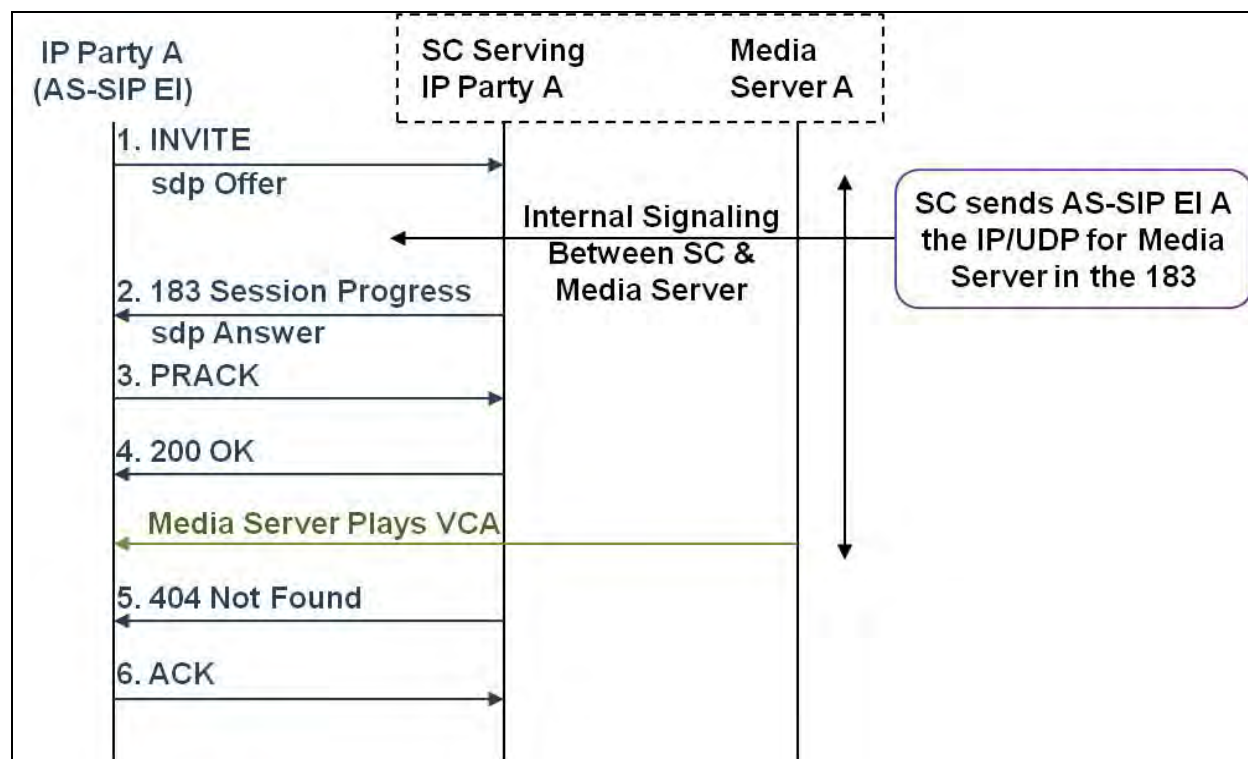 IP Party A
(AS-SIP EI)
SC Serving
IP Party A
Media
Server A
1. INVITE
sdp Offer
Internal Signaling
Between SC &
Media Server
SC sends AS-SIP EI A
the IP/UDP for Media
Server in the 183
2. 183 Session Progress
sdp Answer
3. PRACK
4. 200 OK
Media Server Plays VCA
5. 404 Not Found
6. ACK